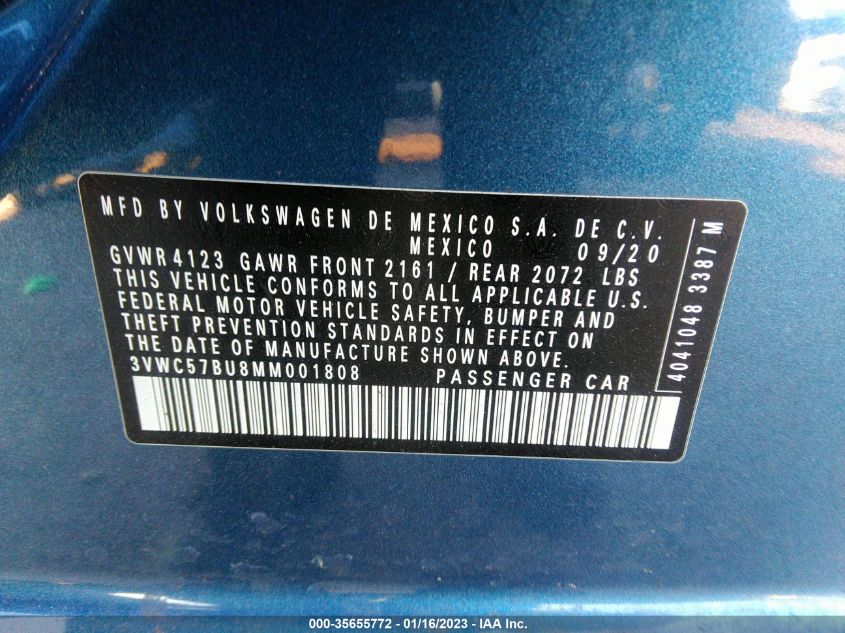 MFD BY VOLKSWAGEN DE MEXICO S.A. DE C.V.
MEXICO 09/20
GVWR 4123 GAWR FRONT 2161 / REAR 2072 LBS
THIS VEHICLE CONFORMS TO ALL APPLICABLE U.S.
FEDERAL MOTOR VEHICLE SAFETY, BUMPER AND
THEFT PREVENTION STANDARDS IN EFFECT ON
THE DATE OF MANUFACTURE SHOWN ABOVE.
3VWC57BU8MM001808 PASSENGER CAR
4041048 3387 M
000-35655772 - 01/16/2023 - IAA Inc.